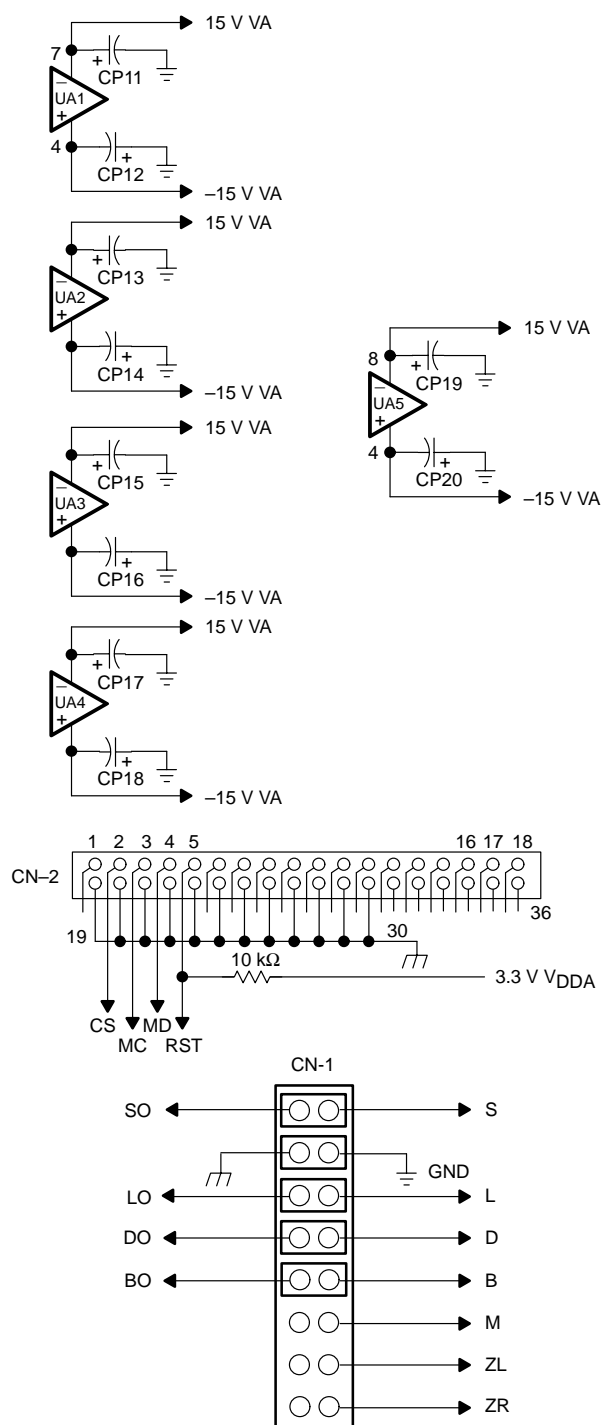 15 V VA
7
+
CP11
−
UA1
+
4
+
CP12
–15 V VA
15 V VA
+
CP13
−
UA2
+
+
CP14
–15 V VA
15 V VA
+
CP15
−
UA3
+
+
CP16
–15 V VA
15 V VA
+
CP17
−
UA4
+
+
CP18
–15 V VA
15 V VA
8
+
CP19
−
UA5
+
4
+
CP20
–15 V VA
1 2 3 4 5 16 17 18
CN–2
36
19 30
10 kΩ
3.3 V VDDA
CS MD
MC RST
CN-1
SO S
GND
LO L
DO D
BO B
M
ZL
ZR